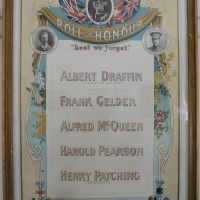 ROLL OF HONOUR
"Lest we forget."
ALBERT DRAFFIN
FRANK GELDER
ALFRED McQUEEN
HAROLD PEARSON
HENRY PATCHING